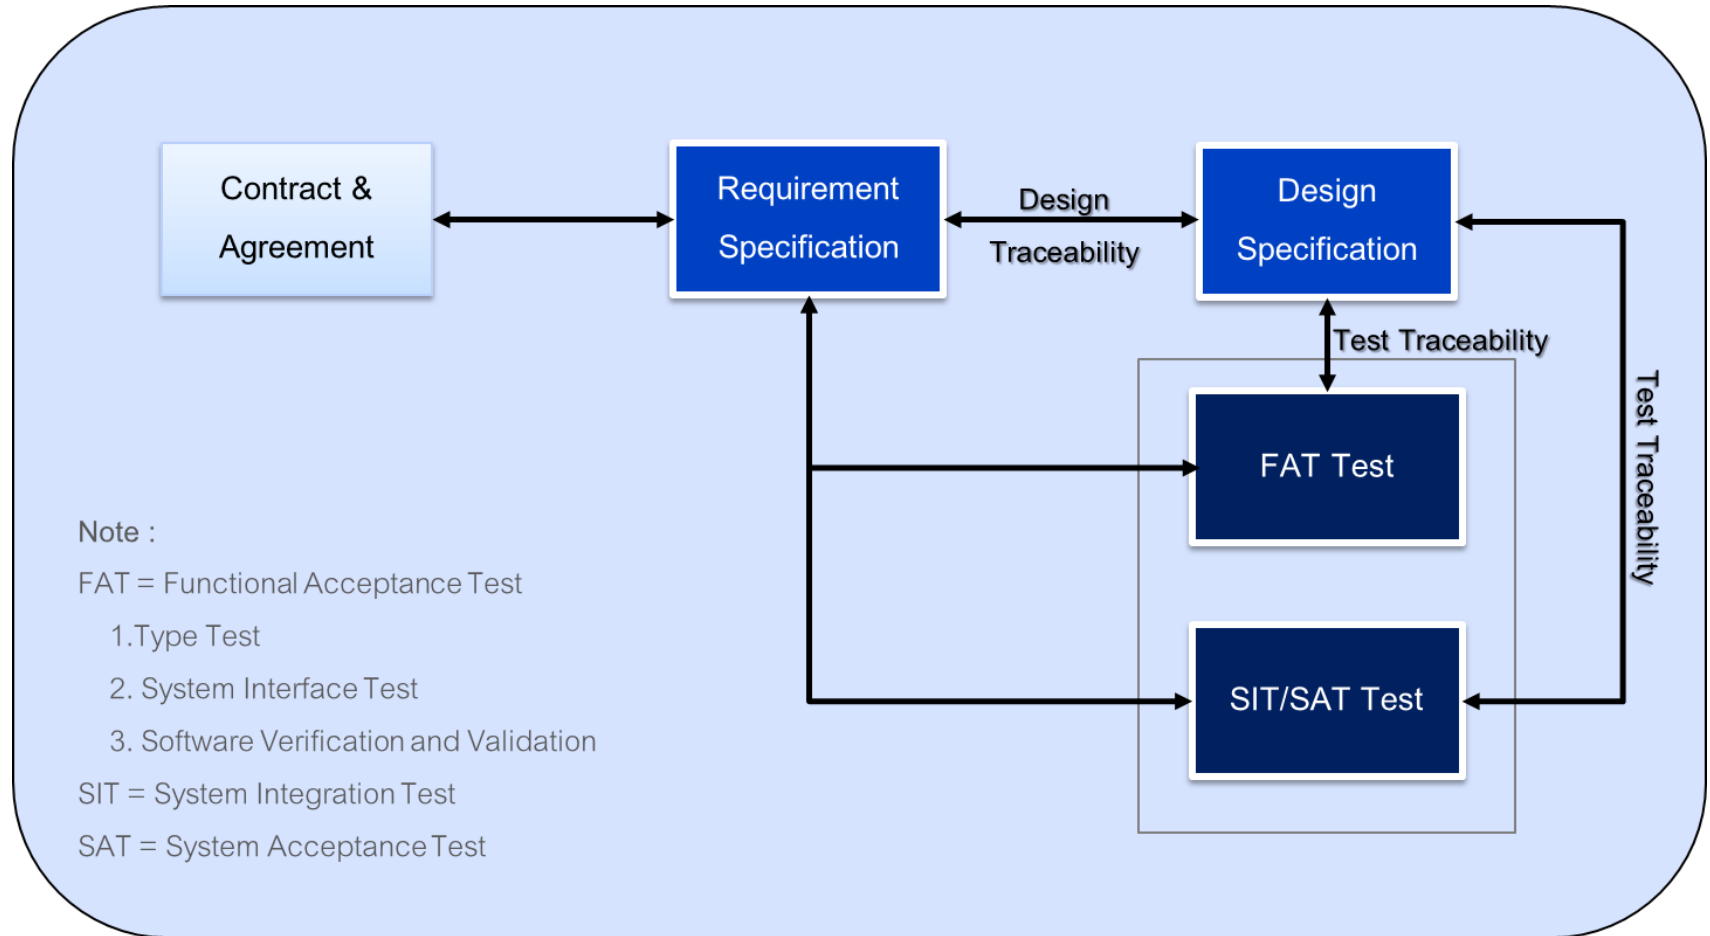 Contract &
Agreement
Requirement
Specification
Design
Traceability
Design
Specification
Test Traceability
FAT Test
Test Traceability
SIT/SAT Test
Note :
FAT = Functional Acceptance Test
1.Type Test
2. System Interface Test
3. Software Verification and Validation
SIT = System Integration Test
SAT = System Acceptance Test